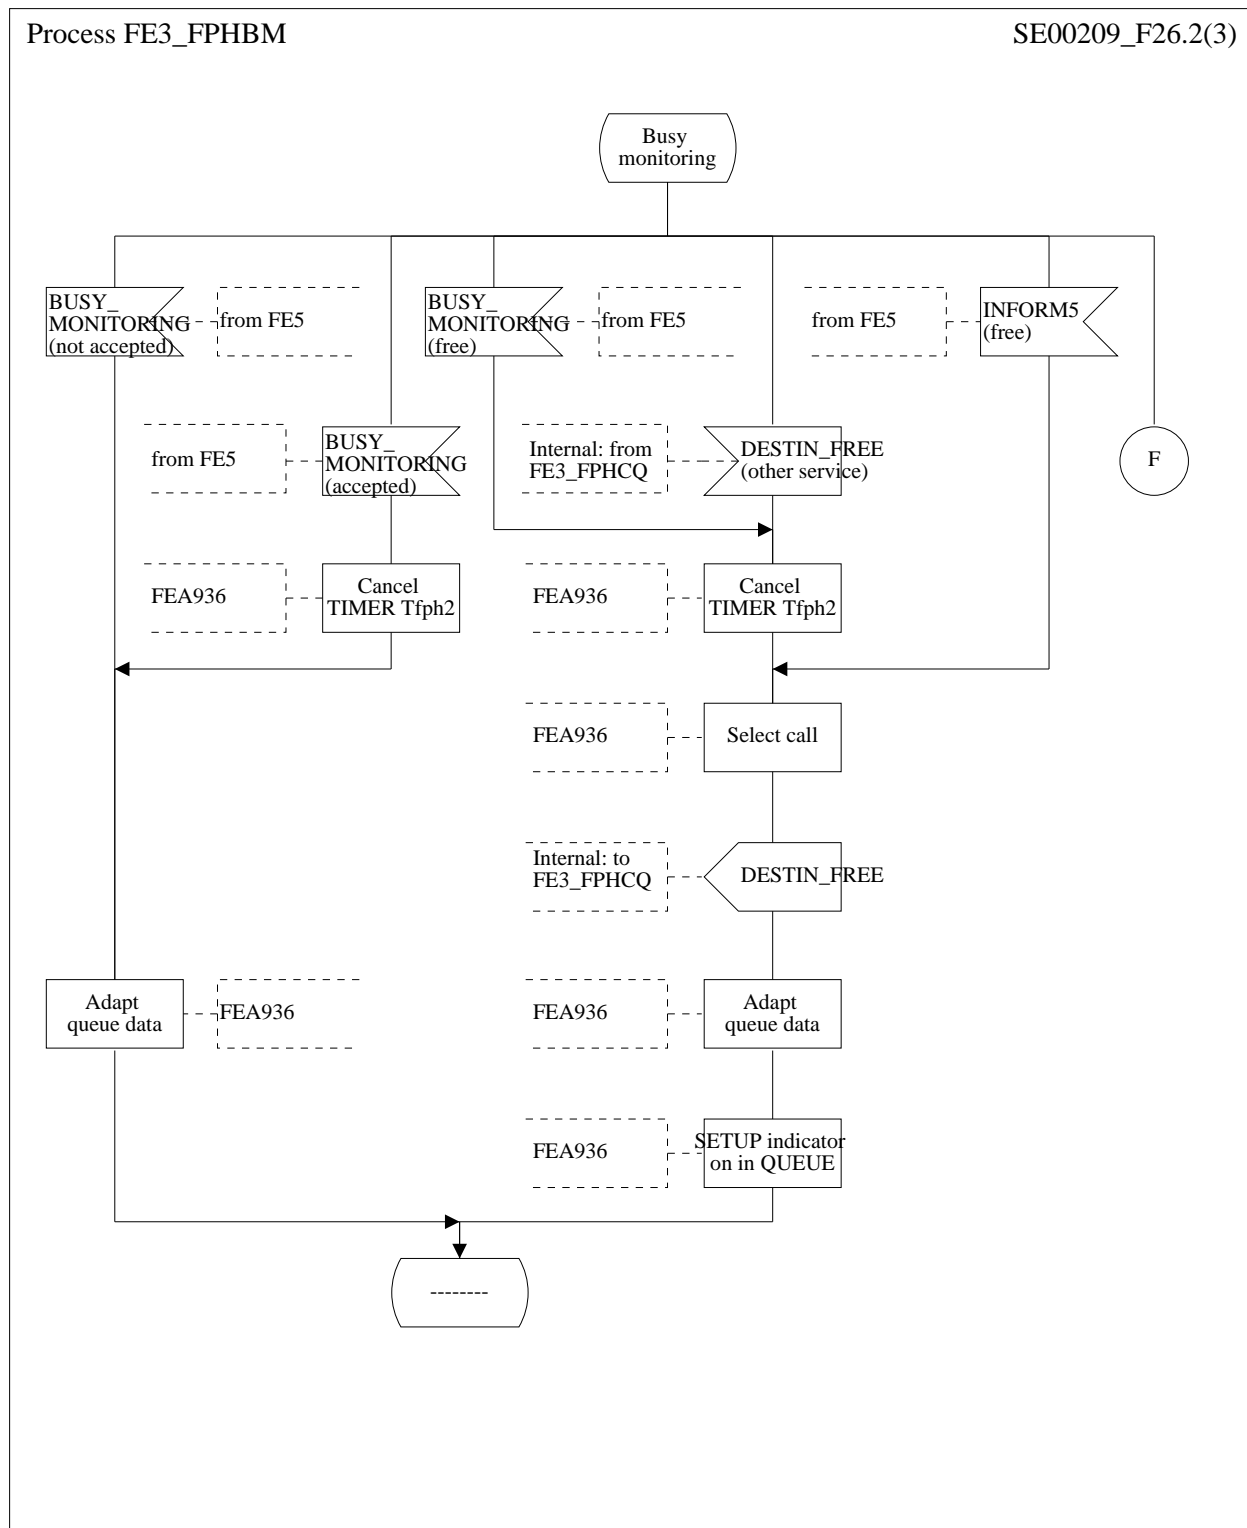 Process FE3_FPHBM
SE00209_F26.2(3)
Busy
monitoring
BUSY_
MONITORING
(not accepted)
from FE5
BUSY_
MONITORING
(free)
from FE5
from FE5
INFORM5
(free)
from FE5
BUSY_
MONITORING
(accepted)
Internal: from
FE3_FPHCQ
DESTIN_FREE
(other service)
F
FEA936
Cancel
TIMER Tfph2
FEA936
Cancel
TIMER Tfph2
FEA936
Select call
Internal: to
FE3_FPHCQ
DESTIN_FREE
Adapt
queue data
FEA936
FEA936
Adapt
queue data
FEA936
SETUP indicator
on in QUEUE
--------